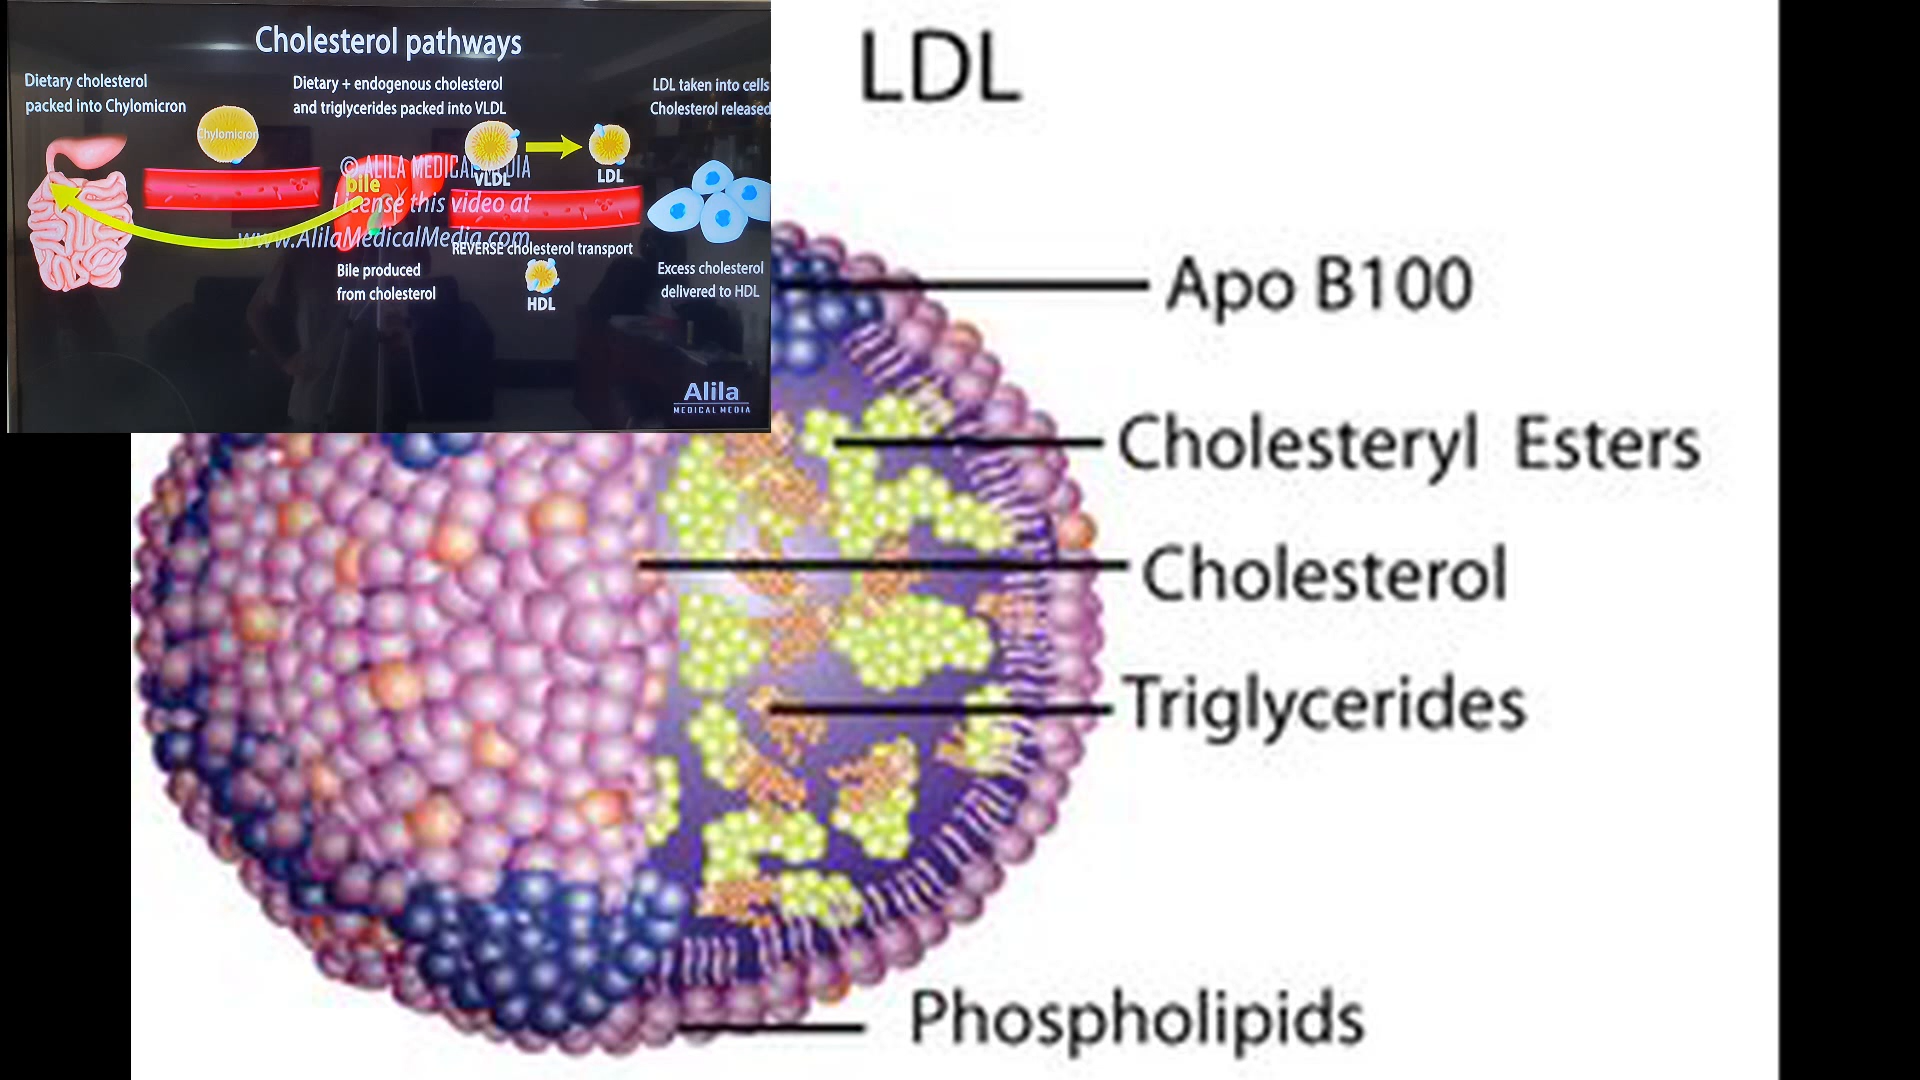 Cholesterol pathways
Dietary cholesterol
packed into Chylomicron
Dietary + endogenous cholesterol
and triglycerides packed into VLDL
LDL taken into cells
Cholesterol released
Chylomicron
VLDL
LDL
© ALILA MEDICAL MEDIA
bile
License this video at
www.AlilaMedicalMedia.com
REVERSE cholesterol transport
Bile produced
from cholesterol
HDL
Excess cholesterol
delivered to HDL
Alila
MEDICAL MEDIA
LDL
Apo B100
Cholesteryl Esters
Cholesterol
Triglycerides
Phospholipids